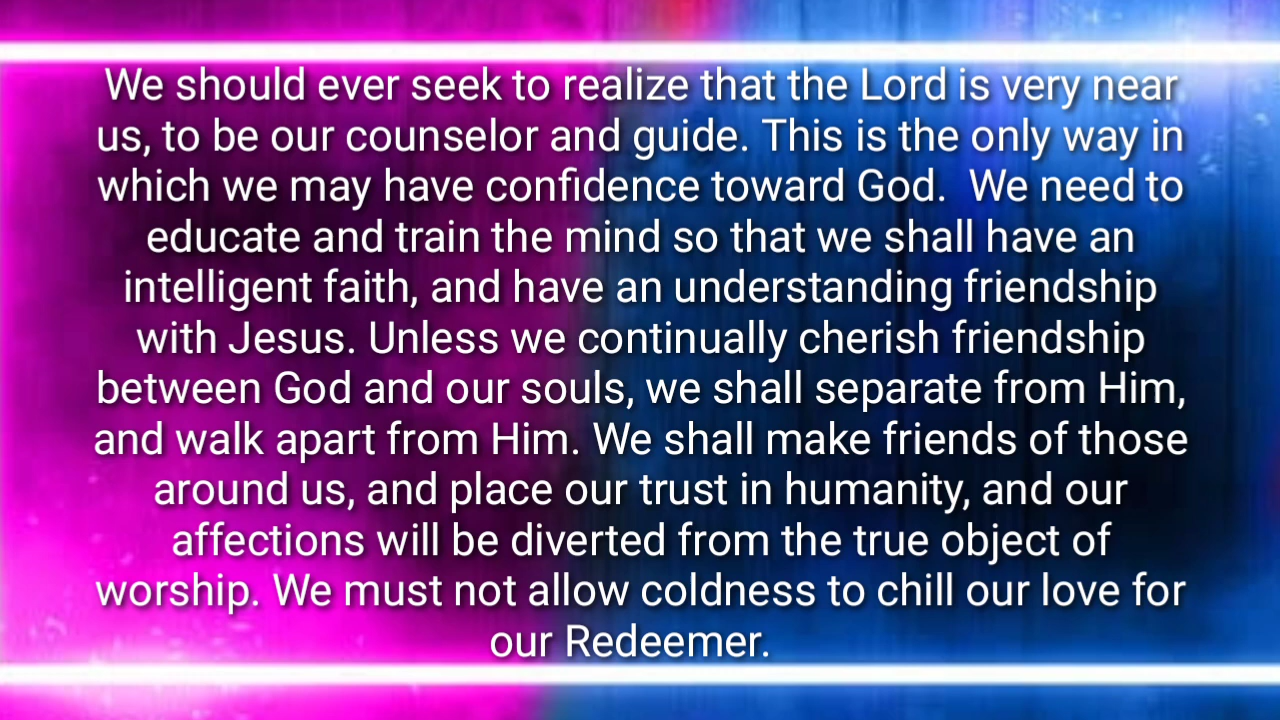 We should ever seek to realize that the Lord is very near
us, to be our counselor and guide. This is the only way in
which we may have confidence toward God.  We need to
educate and train the mind so that we shall have an
intelligent faith, and have an understanding friendship
with Jesus. Unless we continually cherish friendship
between God and our souls, we shall separate from Him,
and walk apart from Him. We shall make friends of those
around us, and place our trust in humanity, and our
affections will be diverted from the true object of
worship. We must not allow coldness to chill our love for
our Redeemer.